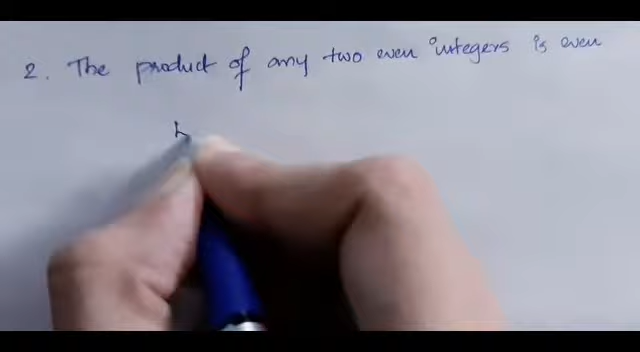 2. The product of any two even integers is even